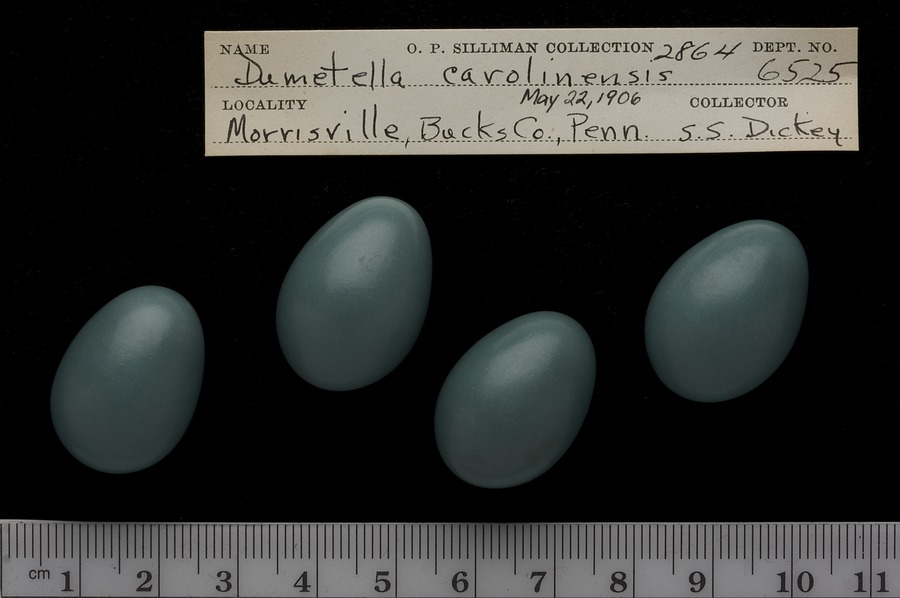 NAME O. P. SILLIMAN COLLECTION 2864 DEPT. NO.
Dumetella carolinensis 6525
LOCALITY May 22, 1906 COLLECTOR
Morrisville, Bucks Co., Penn. S.S. Dickey
cm 1 2 3 4 5 6 7 8 9 10 11